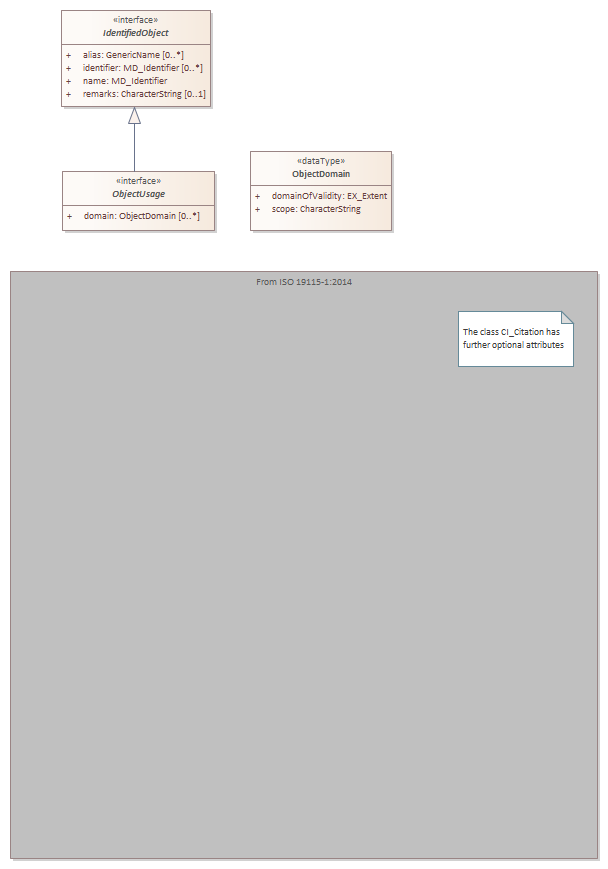 «interface»
IdentifiedObject
+ alias: GenericName [0..*]
+ identifier: MD_Identifier [0..*]
+ name: MD_Identifier
+ remarks: CharacterString [0..1]
«interface»
ObjectUsage
+ domain: ObjectDomain [0..*]
«dataType»
ObjectDomain
+ domainOfValidity: EX_Extent
+ scope: CharacterString
From ISO 19115-1:2014
The class CI_Citation has
further optional attributes